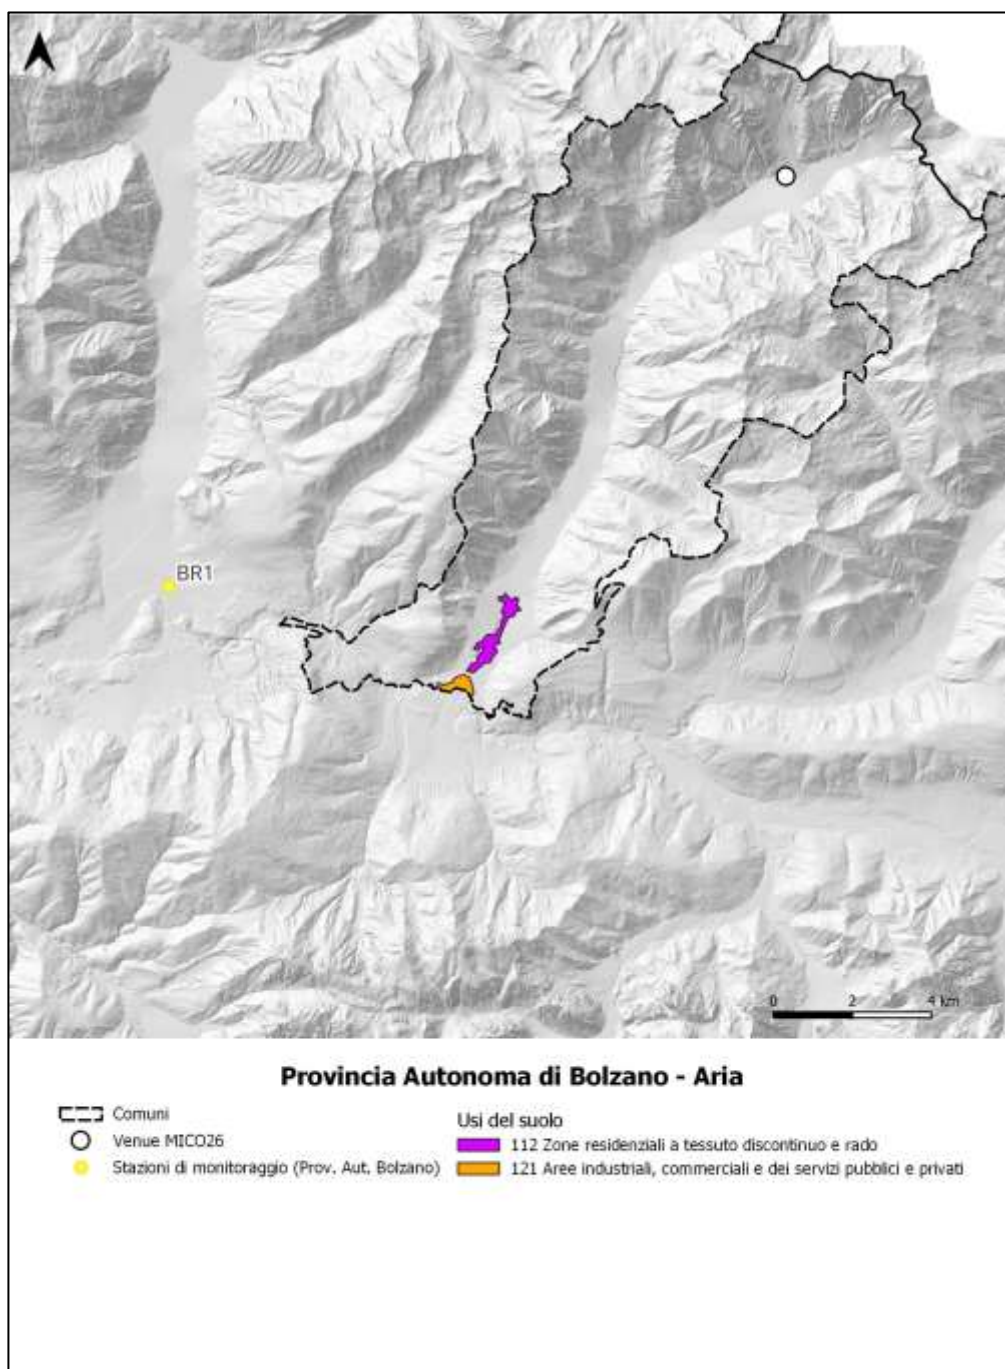 BR1
0 2 4 km
Provincia Autonoma di Bolzano - Aria
Comuni
Venue MICO26
Stazioni di monitoraggio (Prov. Aut. Bolzano)
Usi del suolo
112 Zone residenziali a tessuto discontinuo e rado
121 Aree industriali, commerciali e dei servizi pubblici e privati